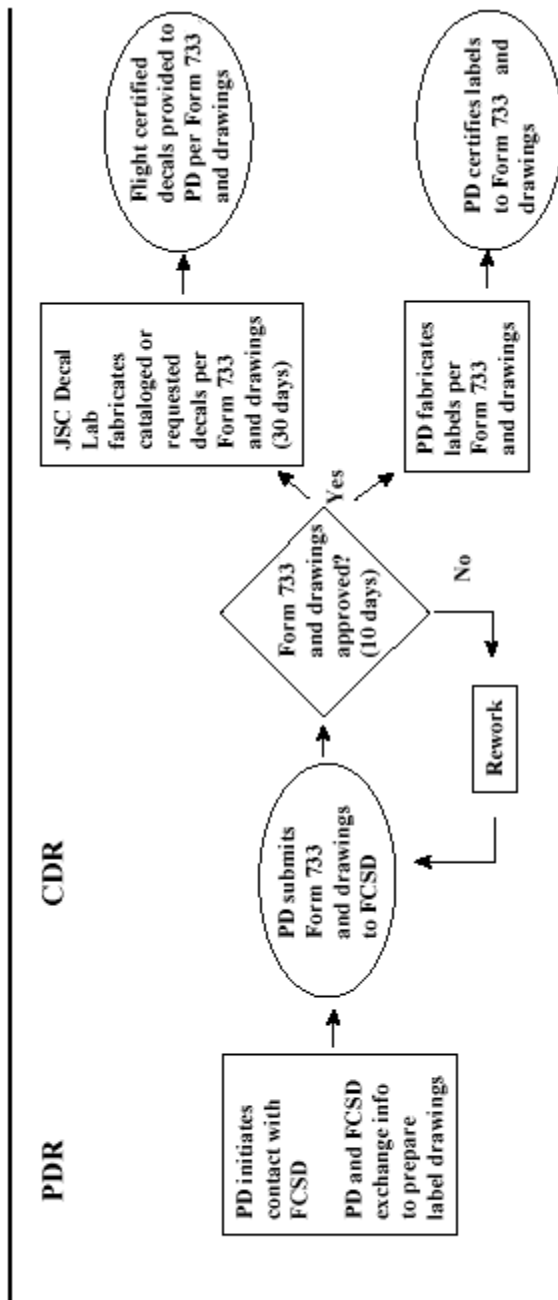 PDR
CDR
PD initiates
contact with
FCSD
PD and FCSD
exchange info
to prepare
label drawings
PD submits
Form 733
and drawings
to FCSD
Form 733
and drawings
approved?
(10 days)
Yes
No
Rework
JSC Decal
Lab
fabricates
cataloged or
requested
decals per
Form 733
and drawings
(30 days)
Flight certified
decals provided to
PD per Form 733
and drawings
PD fabricates
labels per
Form 733
and drawings
PD certifies labels
to Form 733 and
drawings